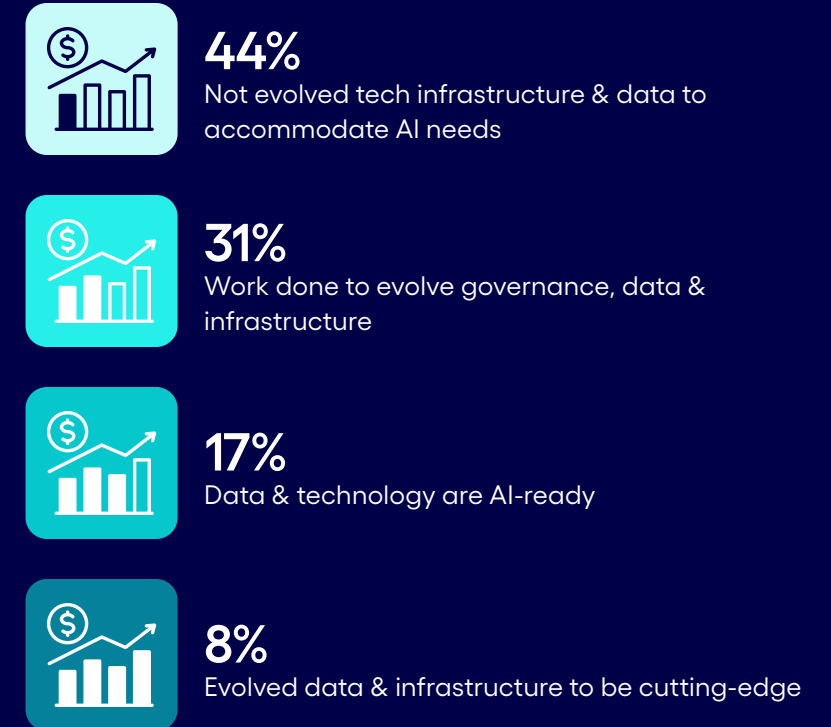 $
44%
Not evolved tech infrastructure & data to
accommodate AI needs
$
31%
Work done to evolve governance, data &
infrastructure
$
17%
Data & technology are AI-ready
$
8%
Evolved data & infrastructure to be cutting-edge